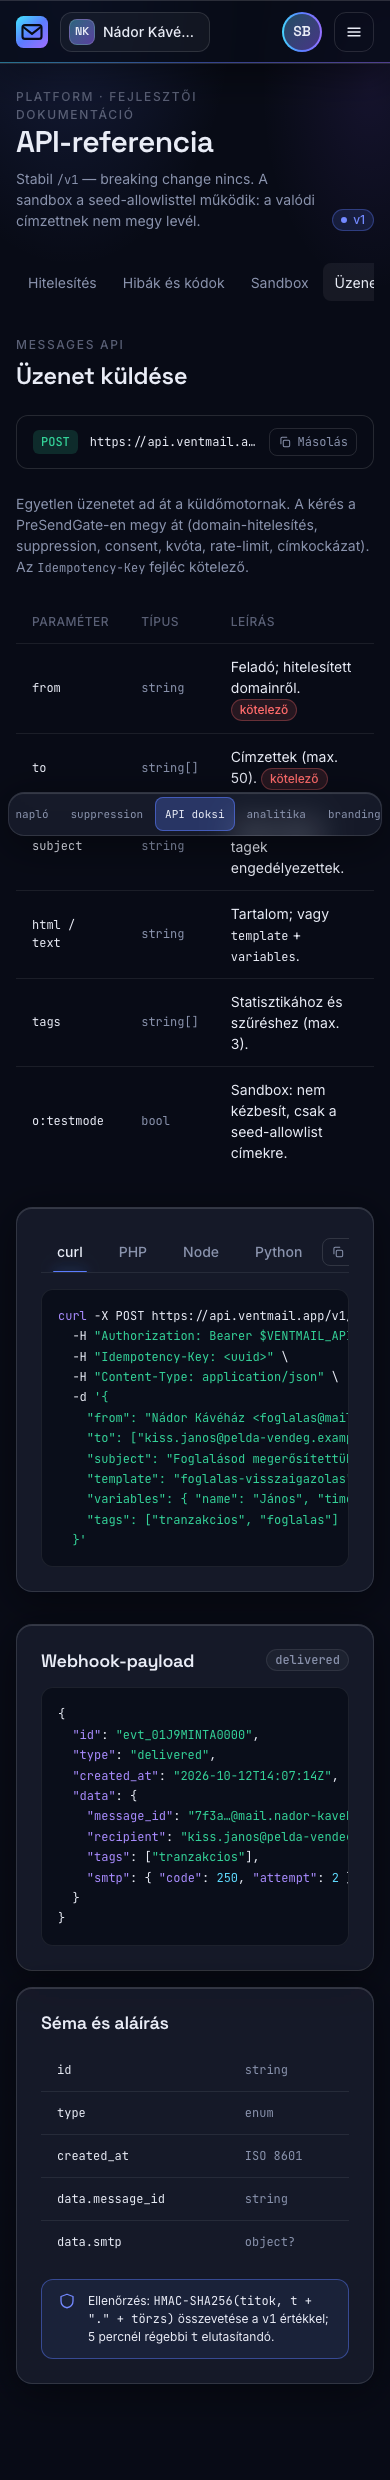 NK Nádor Kávé… SB
PLATFORM · FEJLESZTŐI
DOKUMENTÁCIÓ
API-referencia
Stabil /v1 — breaking change nincs. A
sandbox a seed-allowlisttel működik: a valódi
címzettnek nem megy levél.
v1
Hitelesítés Hibák és kódok Sandbox Üzene
MESSAGES API
Üzenet küldése
POST https://api.ventmail.a… Másolás
Egyetlen üzenetet ad át a küldőmotornak. A kérés a
PreSendGate-en megy át (domain-hitelesítés,
suppression, consent, kvóta, rate-limit, címkockázat).
Az Idempotency-Key fejléc kötelező.
PARAMÉTER TÍPUS LEÍRÁS
from string Feladó; hitelesített
domainről.
kötelező
to string[] Címzettek (max.
50). kötelező
napló suppression API doksi analitika branding
subject string
tagek
engedélyezettek.
html /
text string Tartalom; vagy
template +
variables.
tags string[] Statisztikához és
szűréshez (max.
3).
o:testmode bool Sandbox: nem
kézbesít, csak a
seed-allowlist
címekre.
curl PHP Node Python
curl -X POST https://api.ventmail.app/v1/
-H "Authorization: Bearer $VENTMAIL_AP
-H "Idempotency-Key: <uuid>" \
-H "Content-Type: application/json" \
-d '{
"from": "Nádor Kávéház <foglalas@mail
"to": ["kiss.janos@pelda-vendeg.examp
"subject": "Foglalásod megerősítettü
"template": "foglalas-visszaigazolas"
"variables": { "name": "János", "time
"tags": ["tranzakcios", "foglalas"]
}'
Webhook-payload delivered
{
"id": "evt_01J9MINTA0000",
"type": "delivered",
"created_at": "2026-10-12T14:07:14Z",
"data": {
"message_id": "7f3a…@mail.nador-kaveh
"recipient": "kiss.janos@pelda-vendeg
"tags": ["tranzakcios"],
"smtp": { "code": 250, "attempt": 2 }
}
}
Séma és aláírás
id string
type enum
created_at ISO 8601
data.message_id string
data.smtp object?
Ellenőrzés: HMAC-SHA256(titok, t +
"." + törzs) összevetése a v1 értékkel;
5 percnél régebbi t elutasítandó.